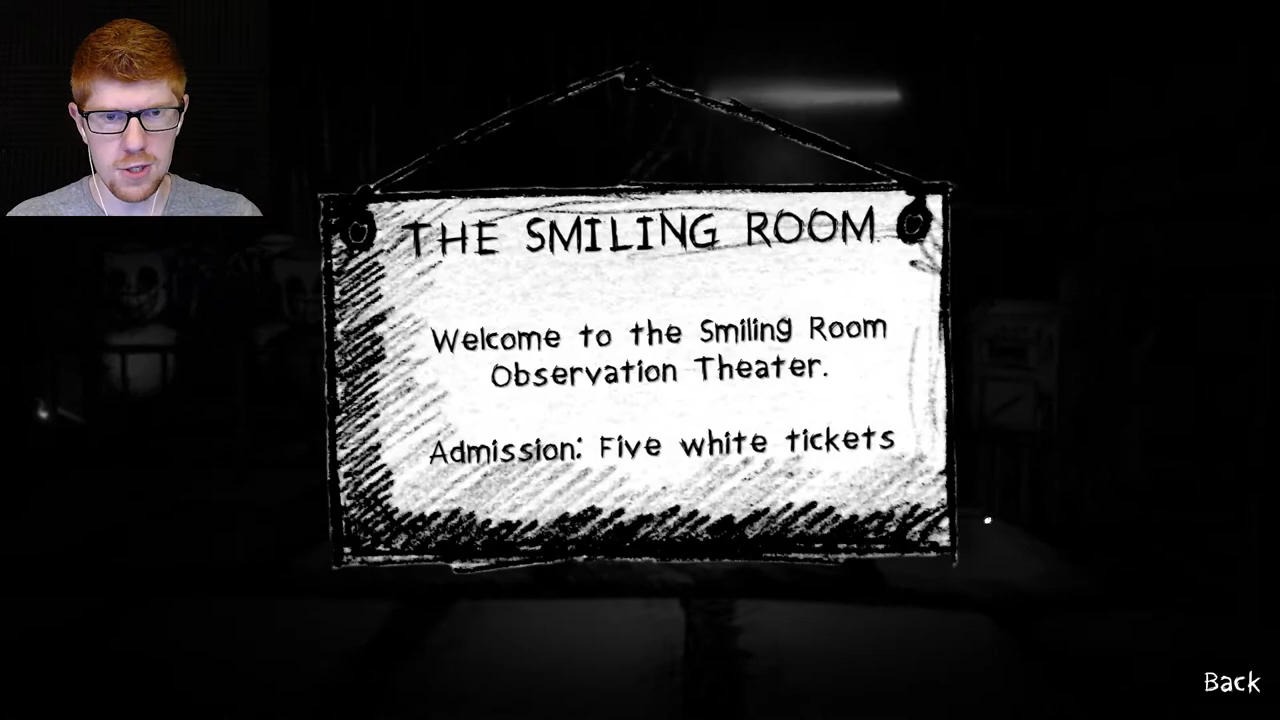 THE SMILING ROOM
Welcome to the Smiling Room
Observation Theater.
Admission: Five white tickets
Back